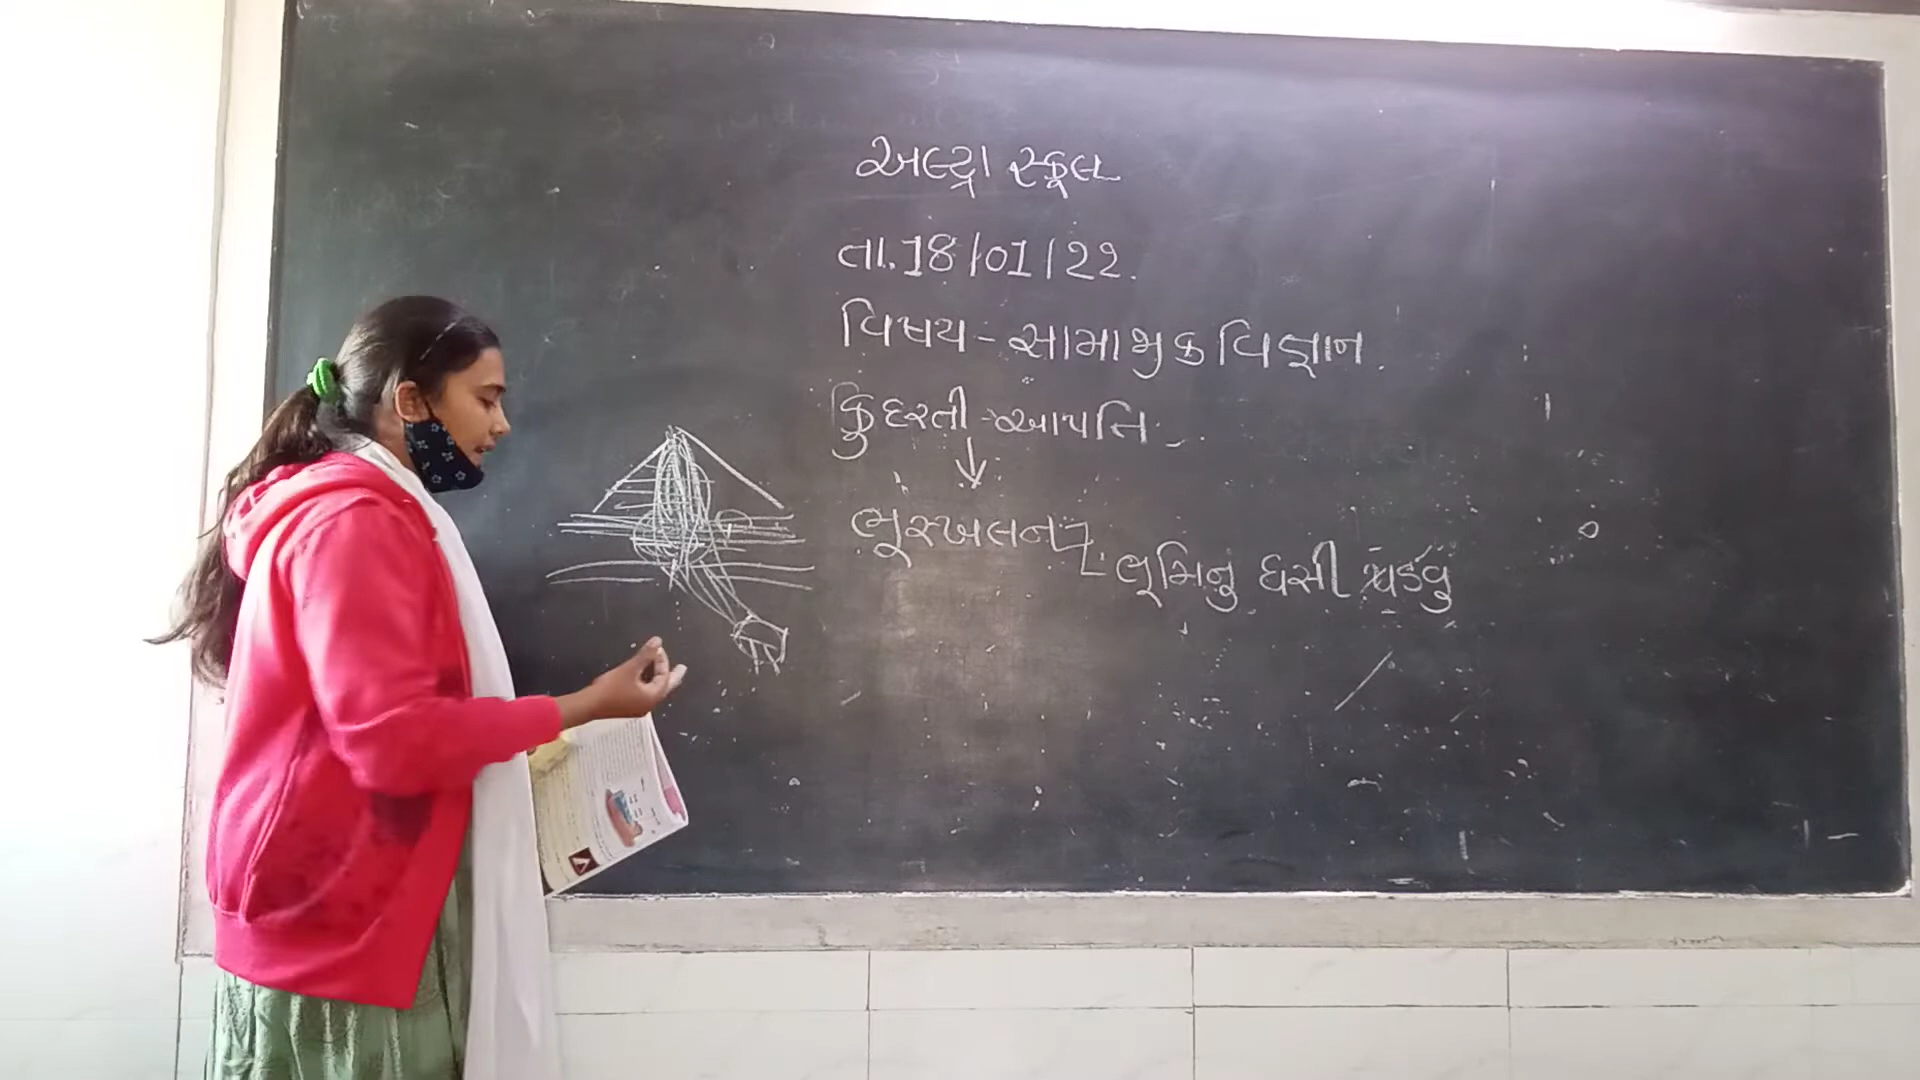 અલ્ટ્રા સ્કૂલ
તા.18/01/22.
વિષય - સામાજીક વિજ્ઞાન.
કુદરતી - આપત્તિ -
↓
ભૂસ્ખલન
ભૂમિનુ ધસી પડવુ